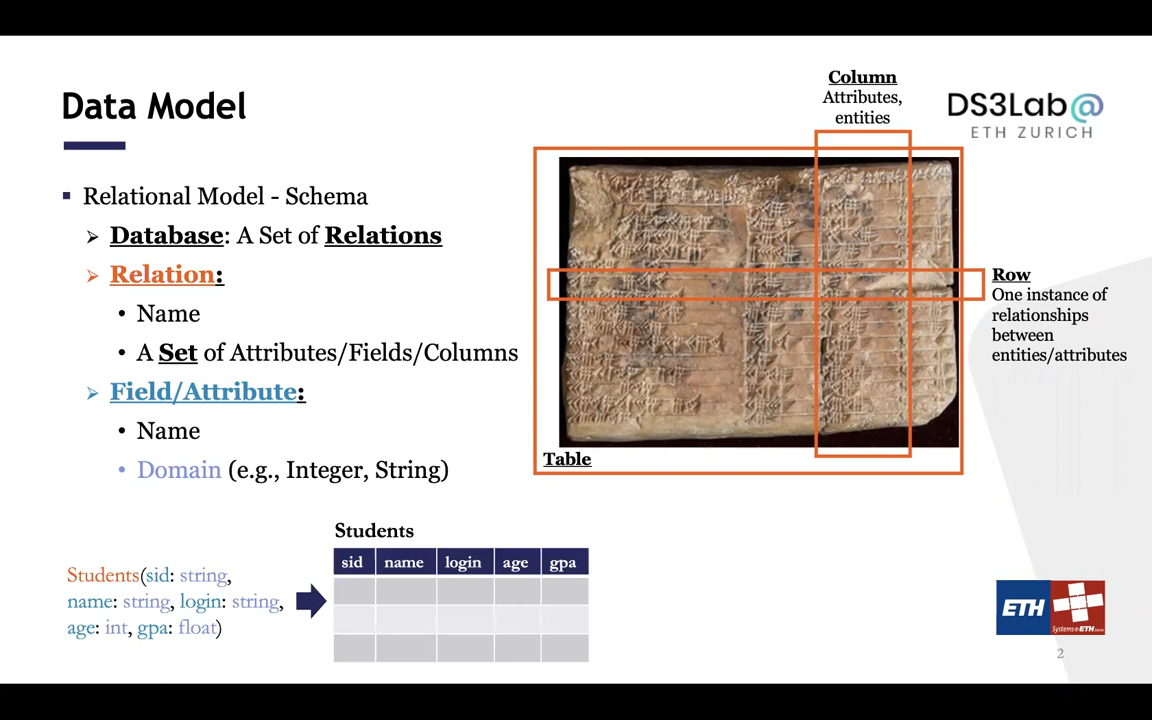 Data Model
Relational Model - Schema
Database: A Set of Relations
Relation:
Name
A Set of Attributes/Fields/Columns
Field/Attribute:
Name
Domain (e.g., Integer, String)
Column
Attributes,
entities
DS3Lab@
ETH ZURICH
Row
One instance of
relationships
between
entities/attributes
Table
Students(sid: string,
name: string, login: string,
age: int, gpa: float)
Students
sid name login age gpa
ETH
Systems@ETH
2